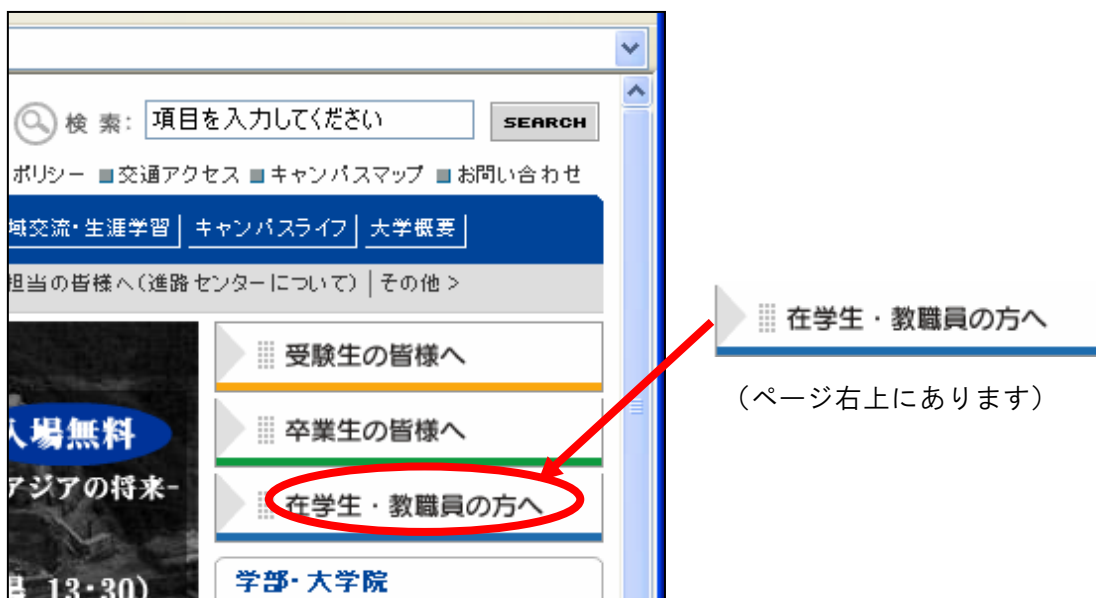 検 索: 項目を入力してください SEARCH
ポリシー ■交通アクセス ■キャンパスマップ ■お問い合わせ
域交流・生涯学習 | キャンパスライフ | 大学概要 |
担当の皆様へ(進路センターについて) | その他 >
受験生の皆様へ
入場無料
卒業生の皆様へ
アジアの将来-
在学生・教職員の方へ
13:30)
学部・大学院
在学生・教職員の方へ
(ページ右上にあります)